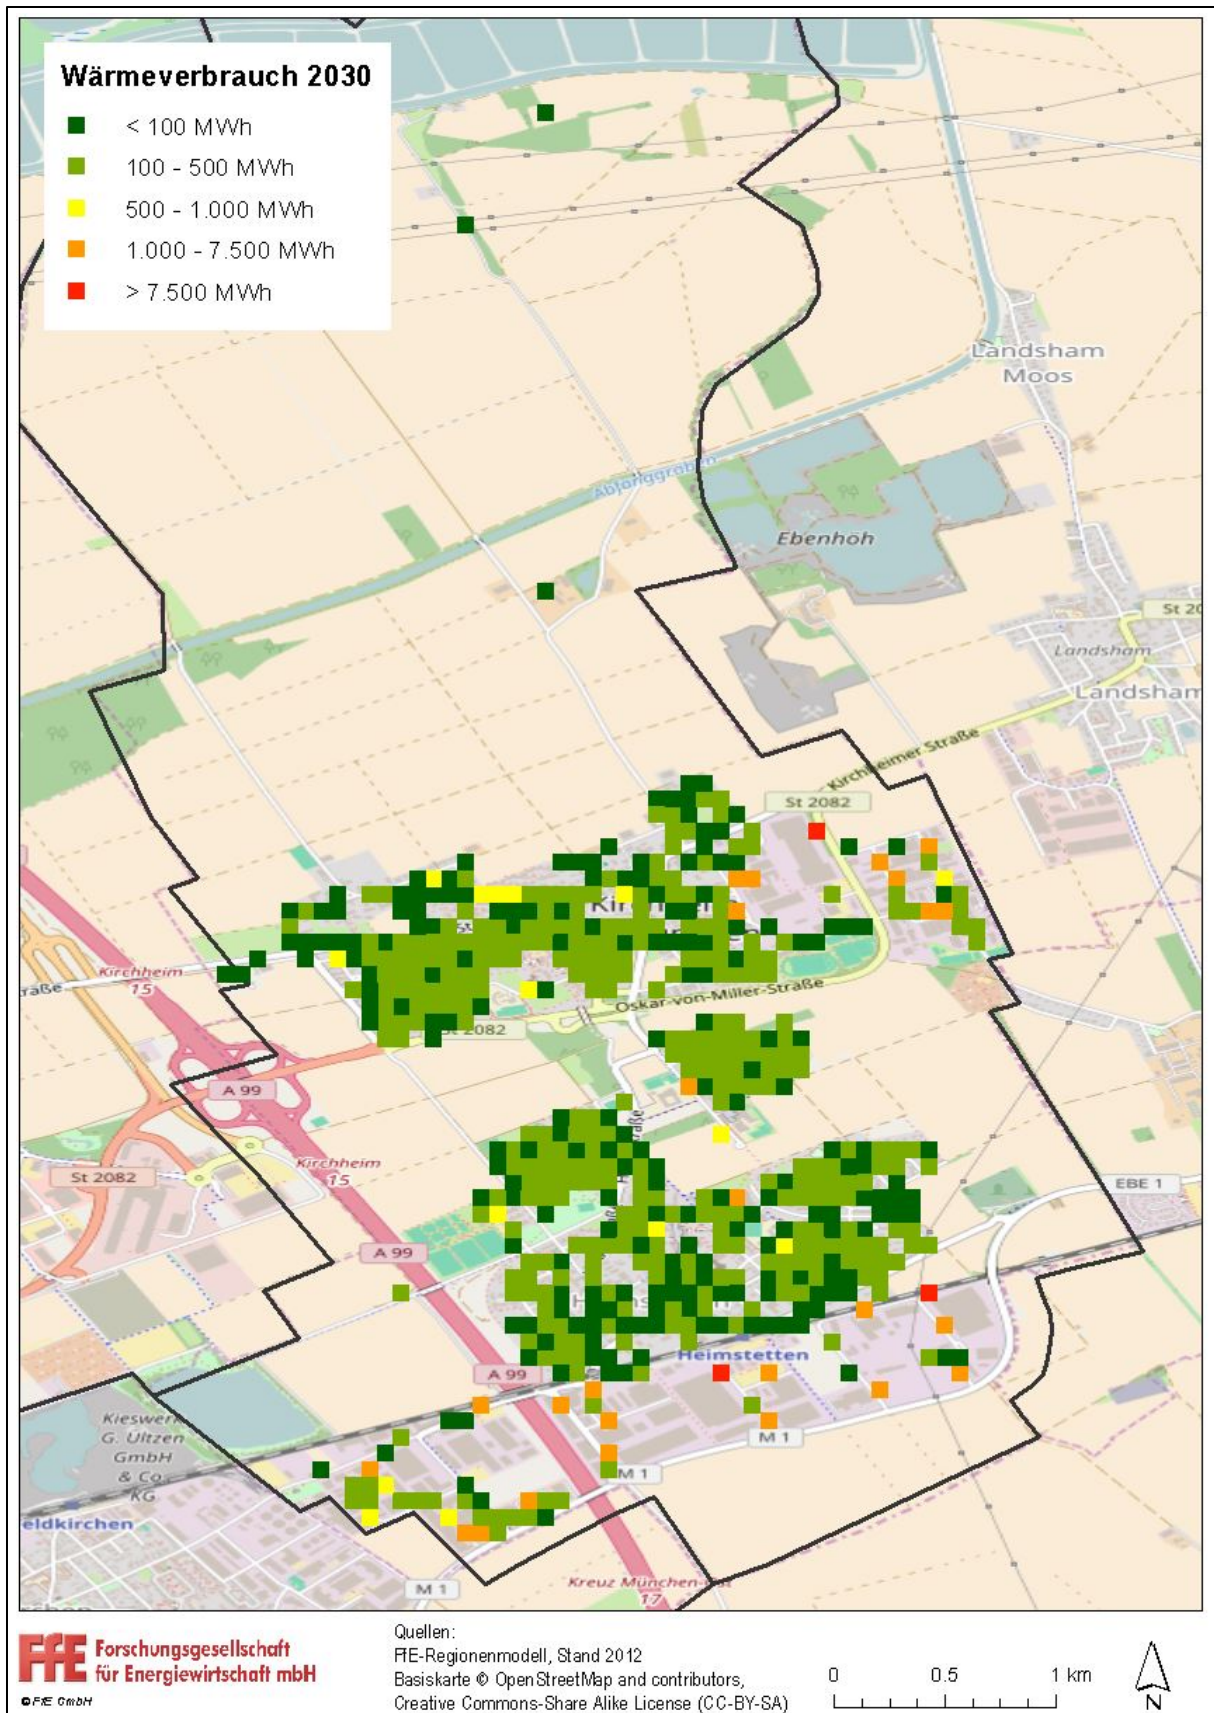 Wärmeverbrauch 2030
< 100 MWh
100 - 500 MWh
500 - 1.000 MWh
1.000 - 7.500 MWh
> 7.500 MWh
Landsham
Moos
Abfanggraben
Ebenhöh
St 20
Landsham
Landsham
Kirchheimer Straße
St 2082
Kirchheim
15
raße
Oskar-von-Miller-Straße
St 2082
A 99
Kirchheim
15
St 2082
raße
EBE 1
A 99
Heimstetten
A 99
Kieswerk
G. Ultzen
GmbH
& Co
KG
M 1
M 1
eldkirchen
M 1
Kreuz München-Ost
17
FfE Forschungsgesellschaft
für Energiewirtschaft mbH
© FfE GmbH
Quellen:
FfE-Regionenmodell, Stand 2012
Basiskarte © OpenStreetMap and contributors,
Creative Commons-Share Alike License (CC-BY-SA)
0 0.5 1 km
N